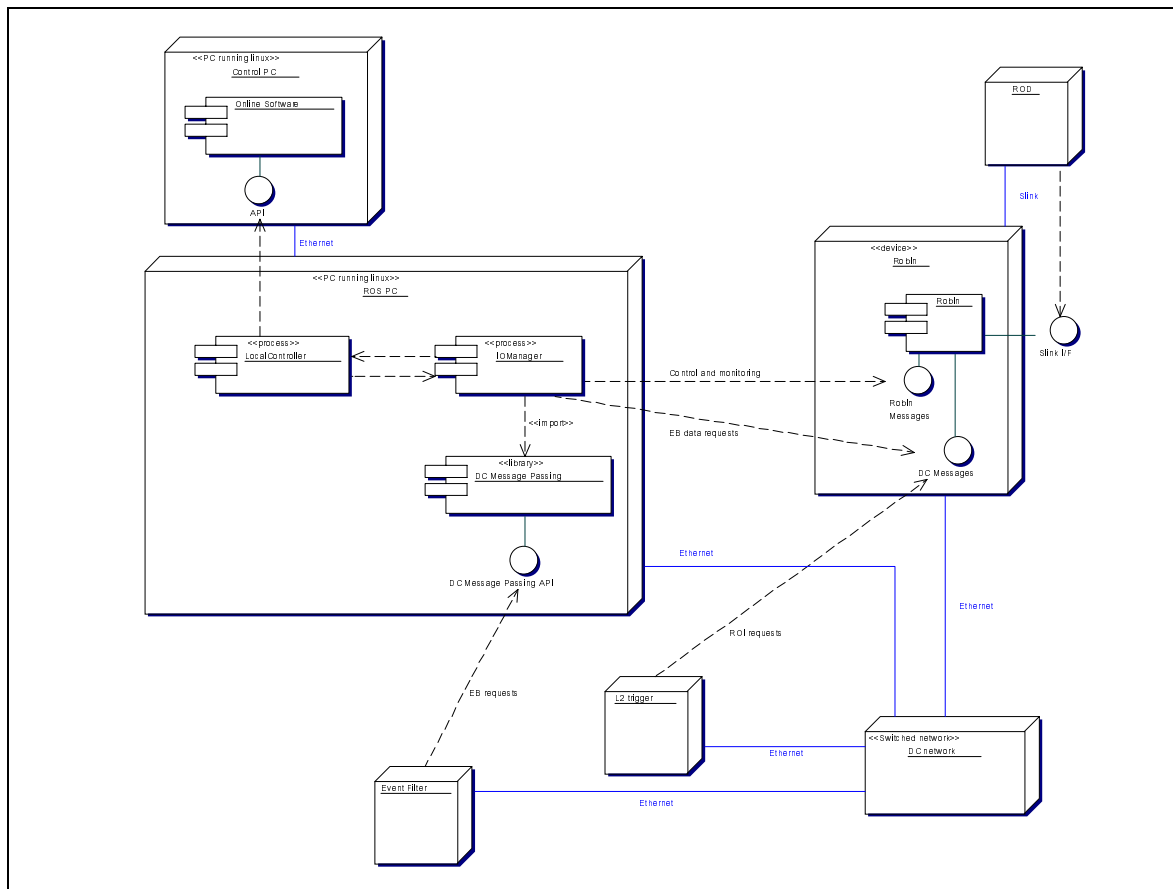 <<PC running linux>>
Control PC
Online Software
API
Ethernet
ROD
Slink
<<PC running linux>>
ROS PC
<<process>>
LocalController
<<process>>
IOManager
<<import>>
<<library>>
DC Message Passing
DC Message Passing API
Control and monitoring
EB data requests
<<device>>
RobIn
RobIn
Slink I/F
RobIn
Messages
DC Messages
Ethernet
Ethernet
ROI requests
EB requests
L2 trigger
<<Switched network>>
DC network
Ethernet
Event Filter
Ethernet